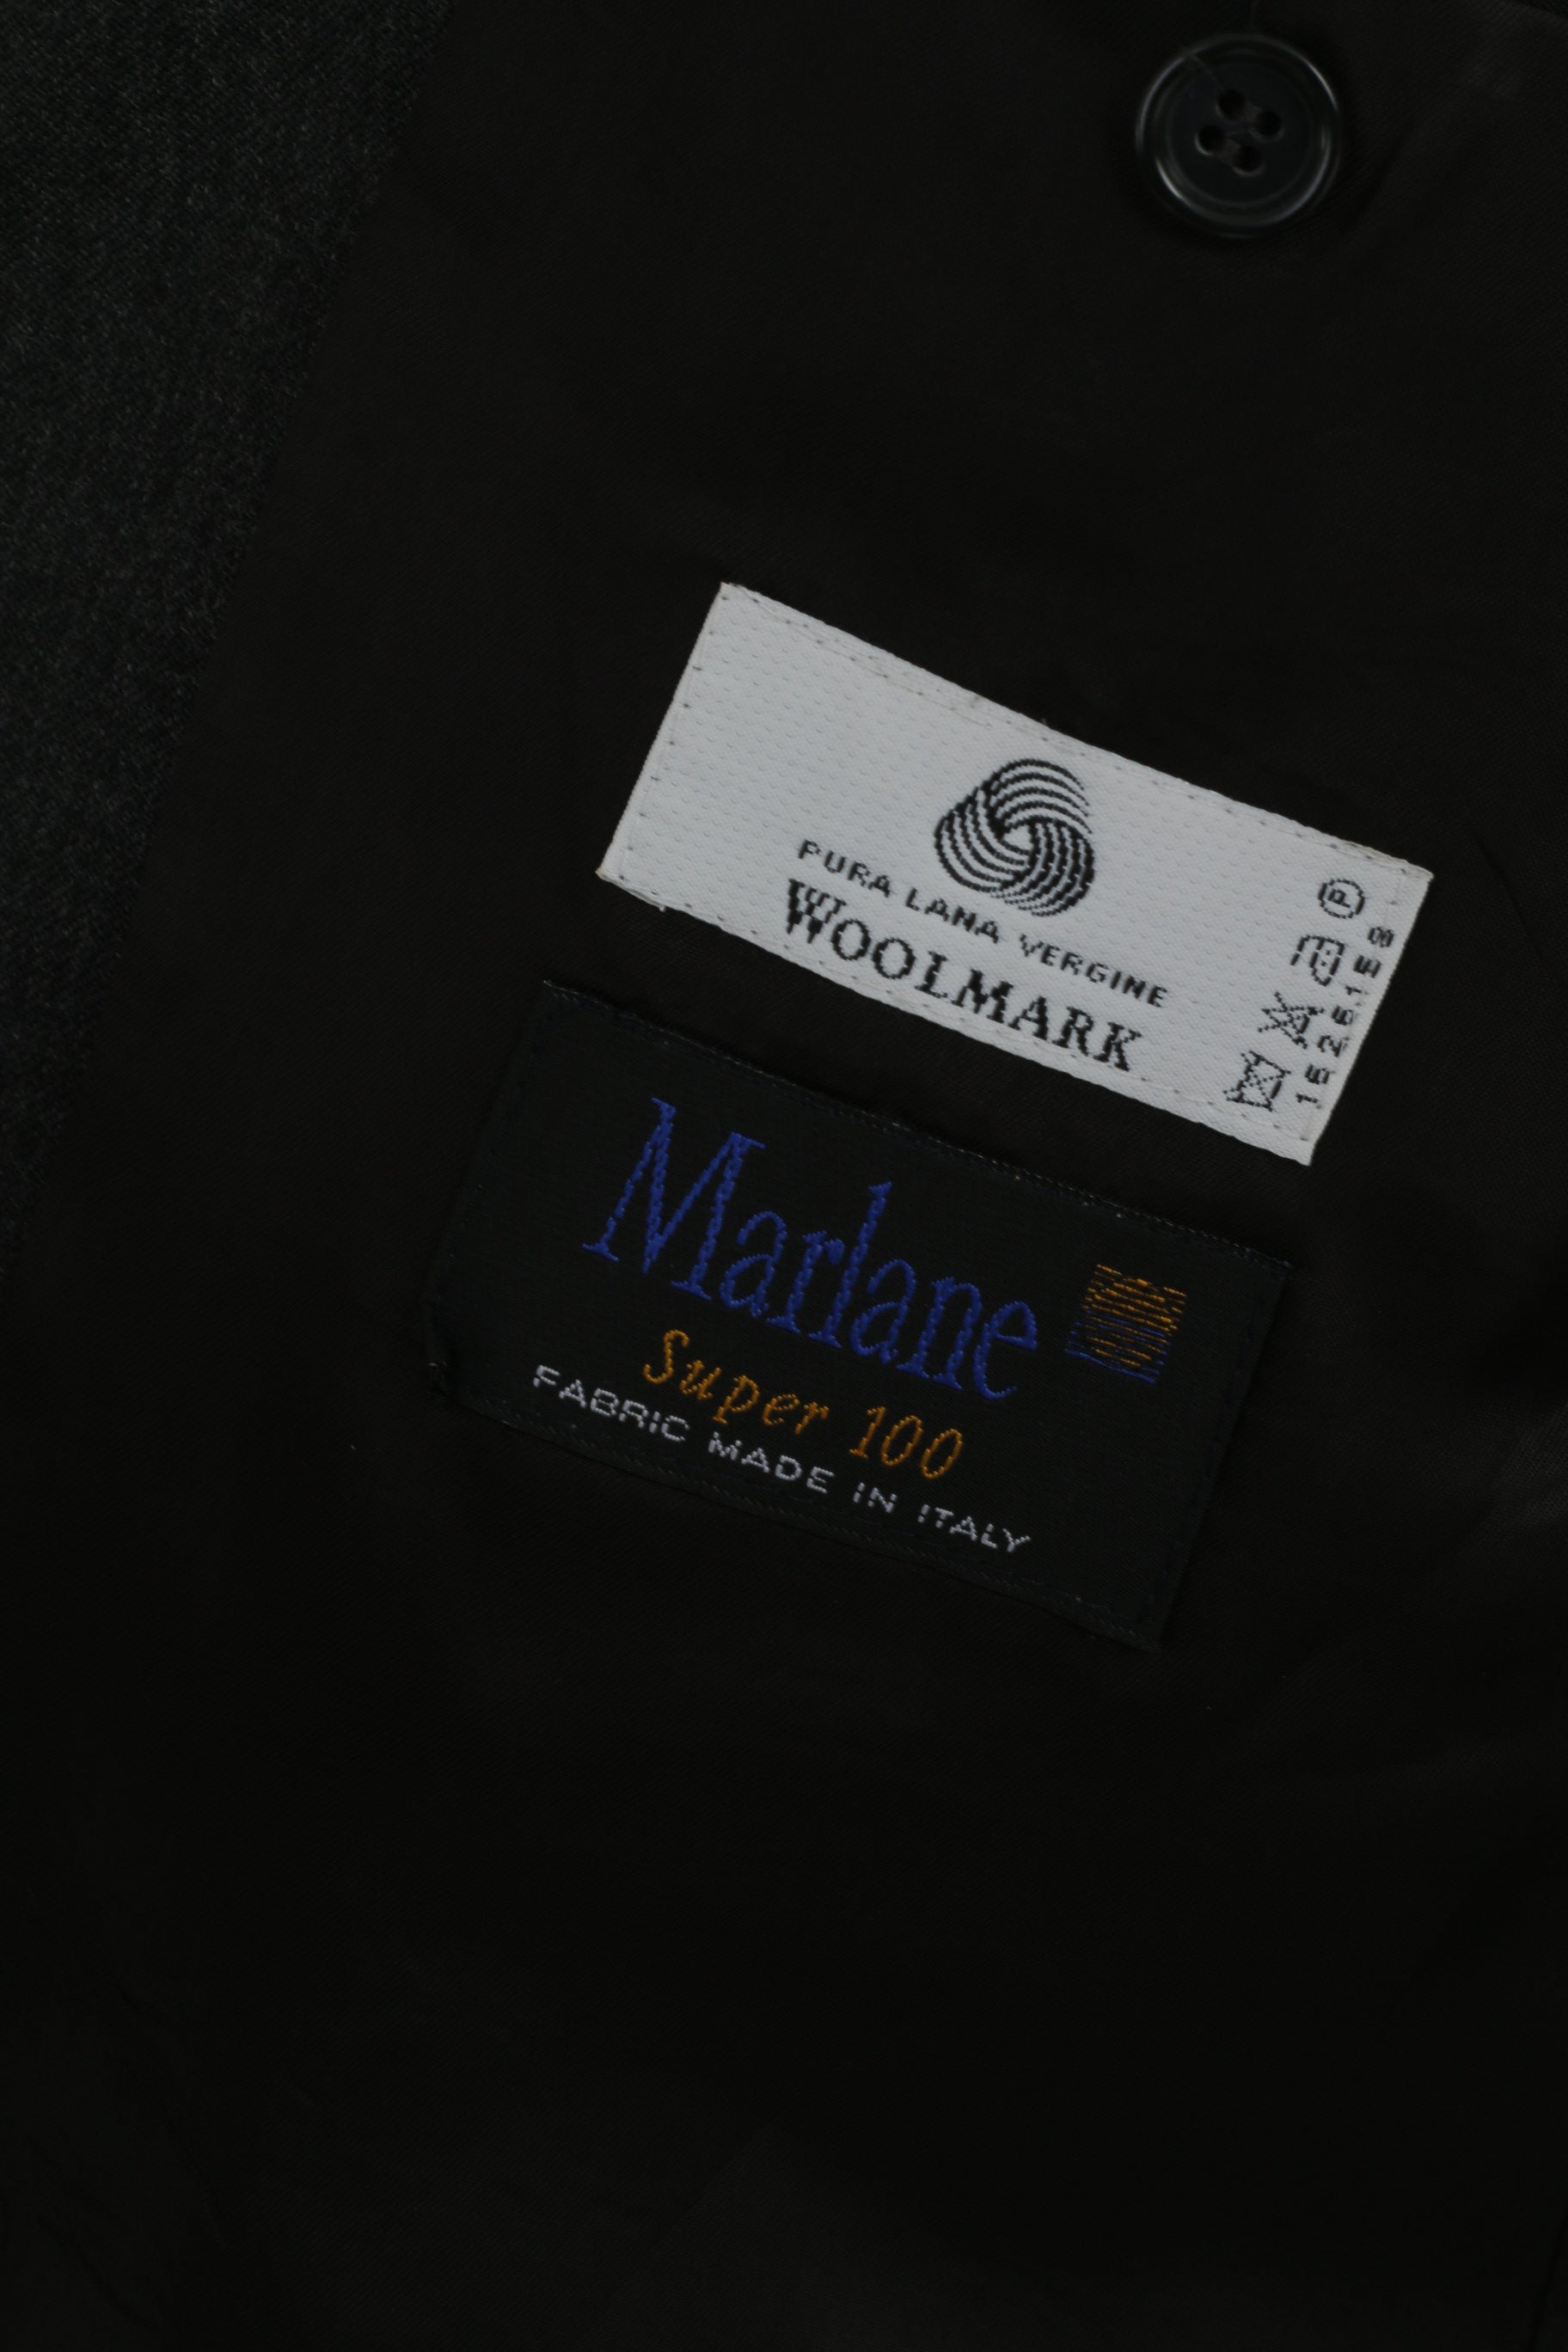 PURA LANA VERGINE
WOOLMARK
Marlane
Super 100
FABRIC MADE IN ITALY